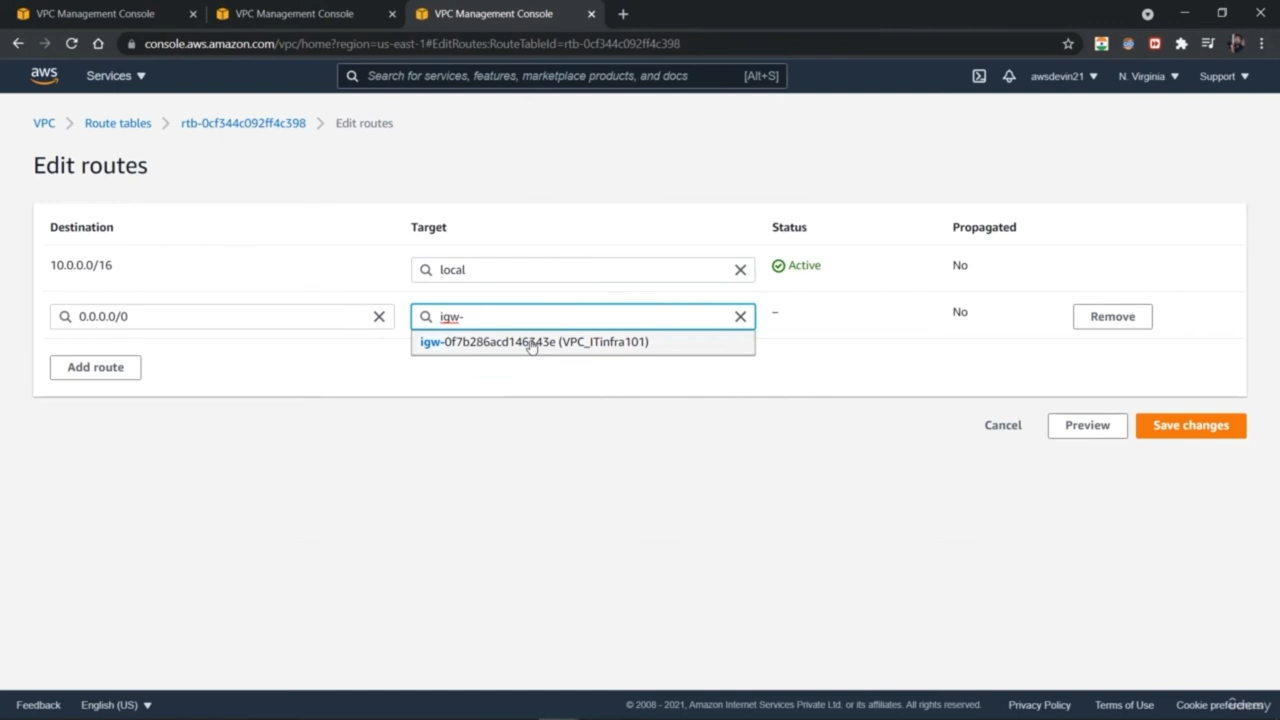 VPC Management Console
VPC Management Console
VPC Management Console
console.aws.amazon.com/vpc/home?region=us-east-1#EditRoutes:RouteTableId=rtb-0cf344c092ff4c398
aws Services ▼ Search for services, features, marketplace products, and docs [Alt+S] awsdevin21 ▼ N. Virginia ▼ Support ▼
VPC > Route tables > rtb-0cf344c092ff4c398 > Edit routes
Edit routes
Destination Target Status Propagated
10.0.0.0/16 local Active No
0.0.0.0/0 igw- – No Remove
(VPC_ITinfra101)
Add route
Cancel Preview Save changes
Feedback English (US) ▼ © 2008 - 2021, Amazon Internet Services Private Ltd. or its affiliates. All rights reserved. Privacy Policy Terms of Use Cookie preferences
Udemy